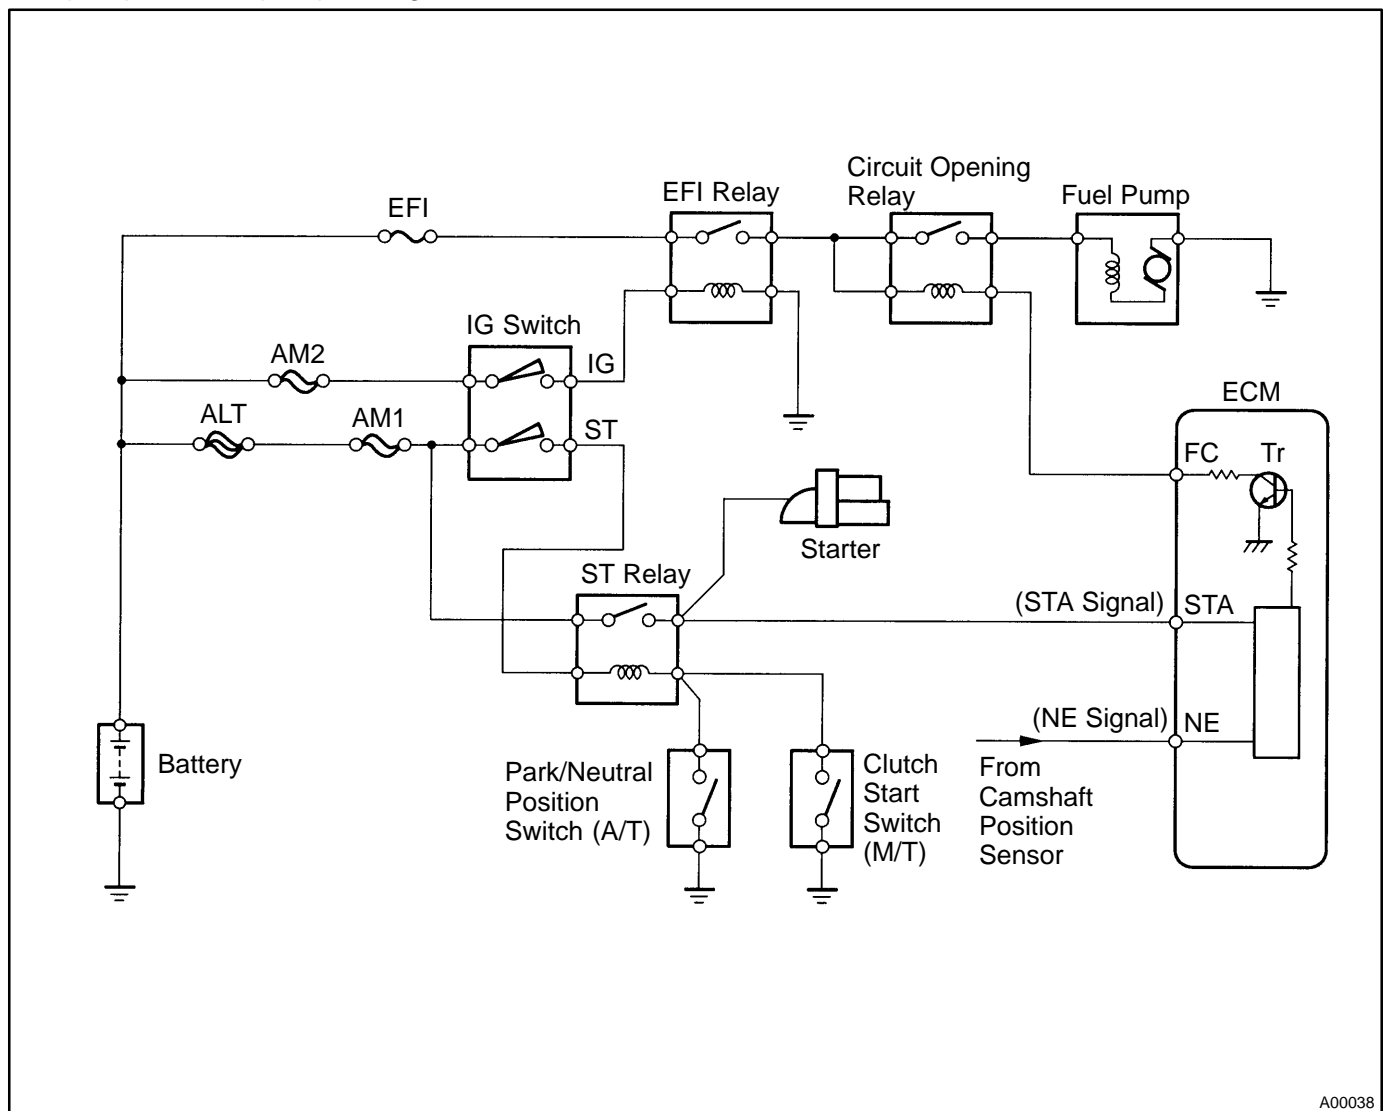 Circuit Opening
Relay
EFI Relay
Fuel Pump
EFI
IG Switch
AM2
IG
ALT
AM1
ST
ECM
FC
Tr
Starter
ST Relay
(STA Signal)
STA
(NE Signal)
NE
Battery
Park/Neutral
Position
Switch (A/T)
Clutch
Start
Switch
(M/T)
From
Camshaft
Position
Sensor
A00038